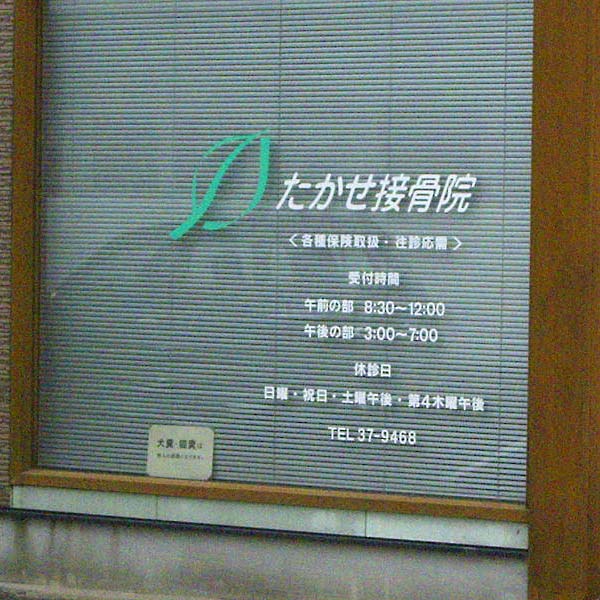 たかせ接骨院
〈各種保険取扱・往診応需〉
受付時間
午前の部 8:30〜12:00
午後の部 3:00〜7:00
休診日
日曜・祝日・土曜午後・第4木曜午後
TEL 37-9468
犬糞・猫糞は